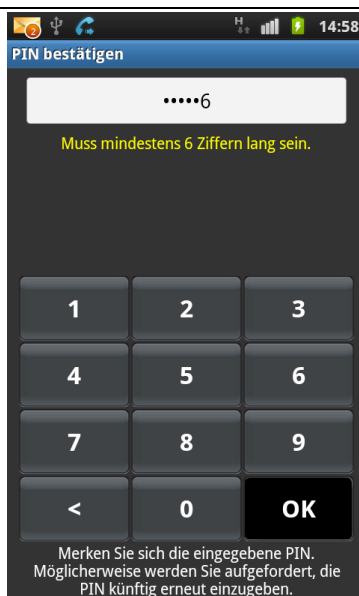 2 H 14:58
PIN bestätigen
•••••6
Muss mindestens 6 Ziffern lang sein.
1 2 3
4 5 6
7 8 9
< 0 OK
Merken Sie sich die eingegebene PIN.
Möglicherweise werden Sie aufgefordert, die
PIN künftig erneut einzugeben.